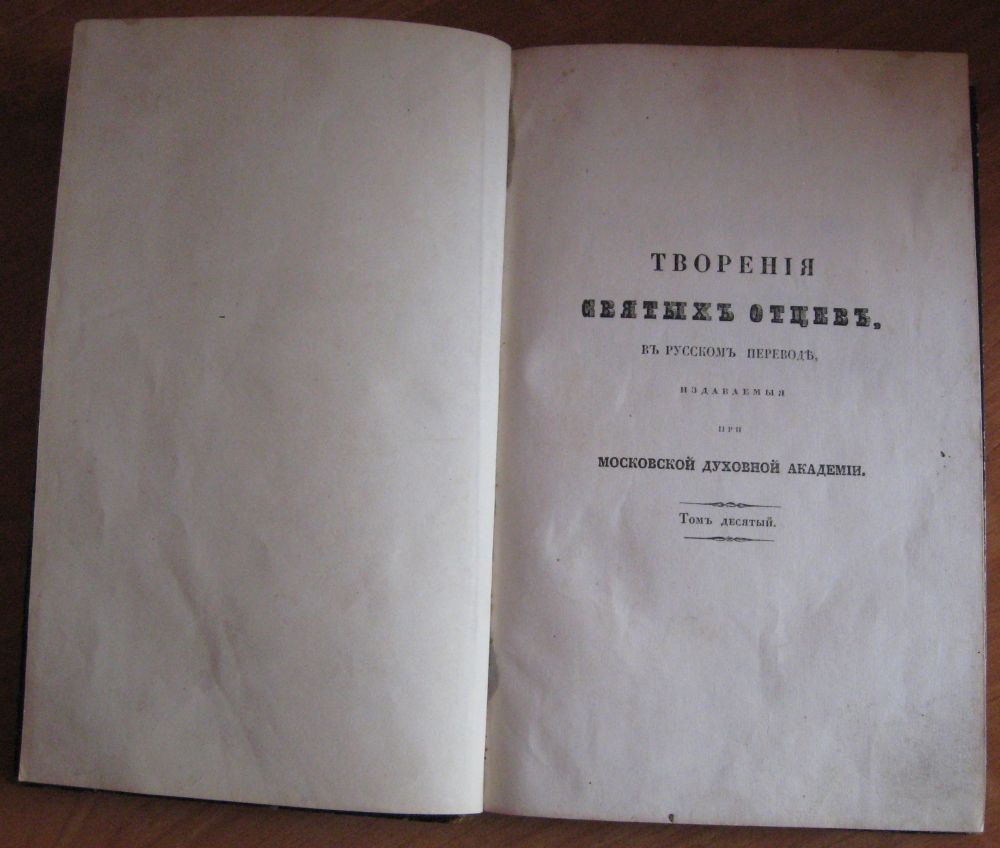 ТВОРЕНІЯ
СВЯТЫХЪ ОТЦЕВЪ,
ВЪ РУССКОМЪ ПЕРЕВОДѢ,
ИЗДАВАЕМЫЯ
ПРИ
МОСКОВСКОЙ ДУХОВНОЙ АКАДЕМІИ.
Томъ десятый.